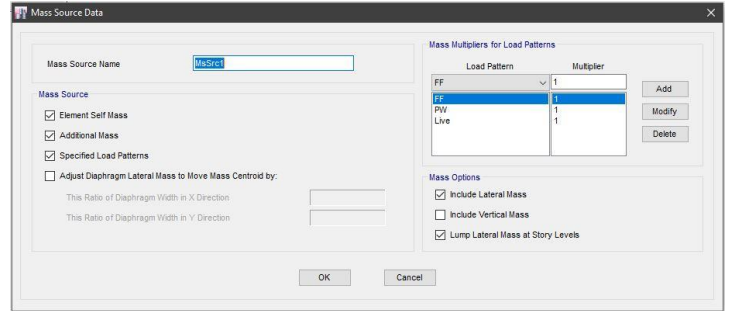 Mass Source Data
Mass Source Name
MsSrc1
Mass Source
Element Self Mass
Additional Mass
Specified Load Patterns
Adjust Diaphragm Lateral Mass to Move Mass Centroid by:
This Ratio of Diaphragm Width in X Direction
This Ratio of Diaphragm Width in Y Direction
Mass Multipliers for Load Patterns
Load Pattern Multiplier
FF 1
FF 1
PW 1
Live 1
Add
Modify
Delete
Mass Options
Include Lateral Mass
Include Vertical Mass
Lump Lateral Mass at Story Levels
OK Cancel